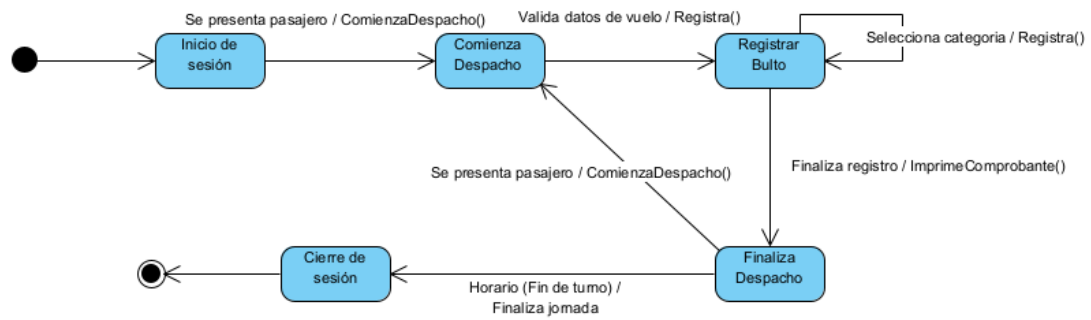 Se presenta pasajero / ComienzaDespacho()
Valida datos de vuelo / Registra()
Inicio de
sesión
Comienza
Despacho
Registrar
Bulto
Selecciona categoria / Registra()
Se presenta pasajero / ComienzaDespacho()
Finaliza registro / ImprimeComprobante()
Cierre de
sesión
Finaliza
Despacho
Horario (Fin de turno) /
Finaliza jornada